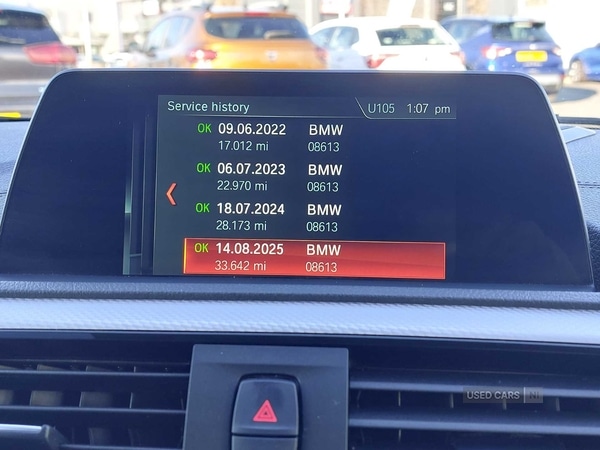 Service history U105 1:07 pm
OK 09.06.2022 BMW
17.012 mi 08613
OK 06.07.2023 BMW
22.970 mi 08613
OK 18.07.2024 BMW
28.173 mi 08613
OK 14.08.2025 BMW
33.642 mi 08613
USED CARS NI